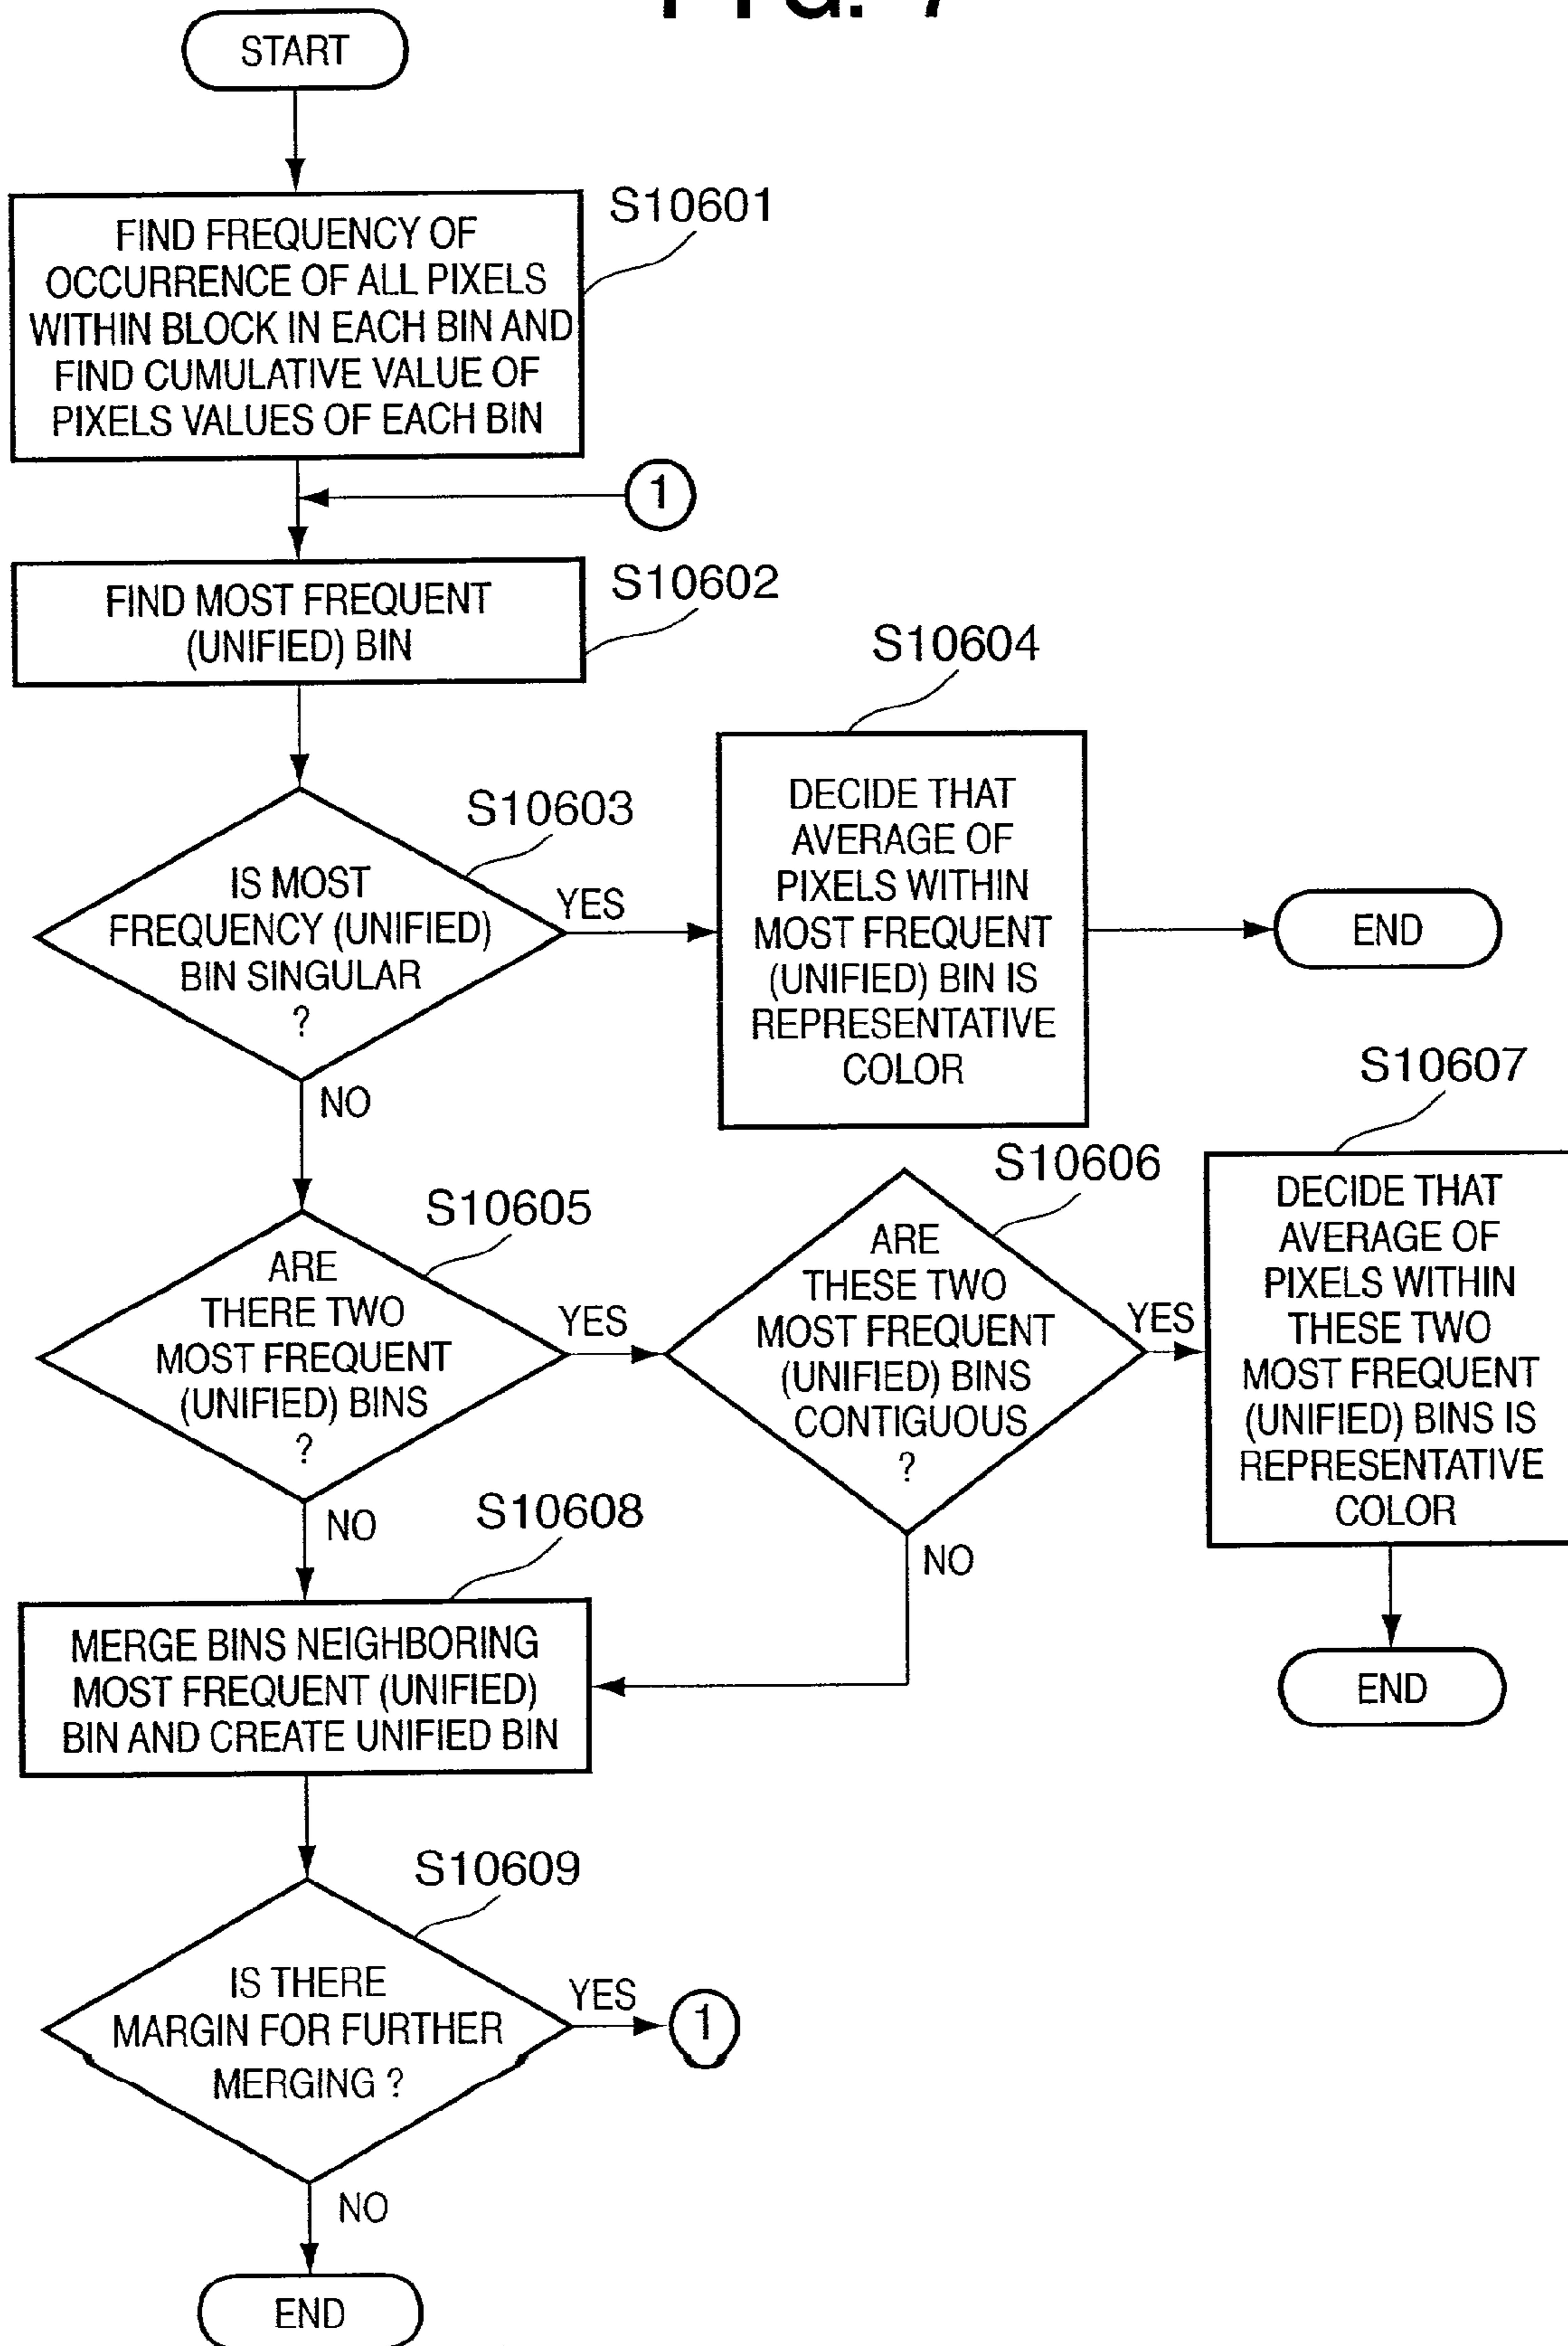 START
S10601
FIND FREQUENCY OF
OCCURRENCE OF ALL PIXELS
WITHIN BLOCK IN EACH BIN AND
FIND CUMULATIVE VALUE OF
PIXELS VALUES OF EACH BIN
1
S10602
FIND MOST FREQUENT
(UNIFIED) BIN
S10603
IS MOST
FREQUENCY (UNIFIED)
BIN SINGULAR
?
YES
NO
S10604
DECIDE THAT
AVERAGE OF
PIXELS WITHIN
MOST FREQUENT
(UNIFIED) BIN IS
REPRESENTATIVE
COLOR
END
S10605
ARE
THERE TWO
MOST FREQUENT
(UNIFIED) BINS
?
YES
NO
S10606
ARE
THESE TWO
MOST FREQUENT
(UNIFIED) BINS
CONTIGUOUS
?
YES
NO
S10607
DECIDE THAT
AVERAGE OF
PIXELS WITHIN
THESE TWO
MOST FREQUENT
(UNIFIED) BINS IS
REPRESENTATIVE
COLOR
END
S10608
MERGE BINS NEIGHBORING
MOST FREQUENT (UNIFIED)
BIN AND CREATE UNIFIED BIN
S10609
IS THERE
MARGIN FOR FURTHER
MERGING ?
YES
1
NO
END